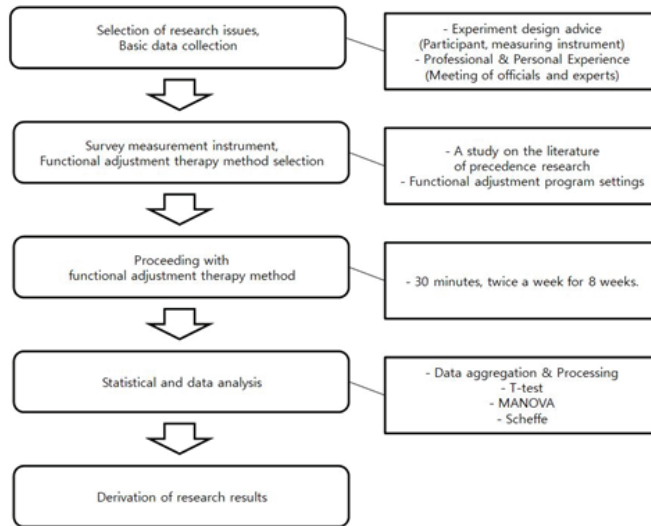 Selection of research issues,
Basic data collection
- Experiment design advice
(Participant, measuring instrument)
- Professional & Personal Experience
(Meeting of officials and experts)
Survey measurement instrument,
Functional adjustment therapy method selection
- A study on the literature
of precedence research
- Functional adjustment program settings
Proceeding with
functional adjustment therapy method
- 30 minutes, twice a week for 8 weeks.
Statistical and data analysis
- Data aggregation & Processing
- T-test
- MANOVA
- Scheffe
Derivation of research results